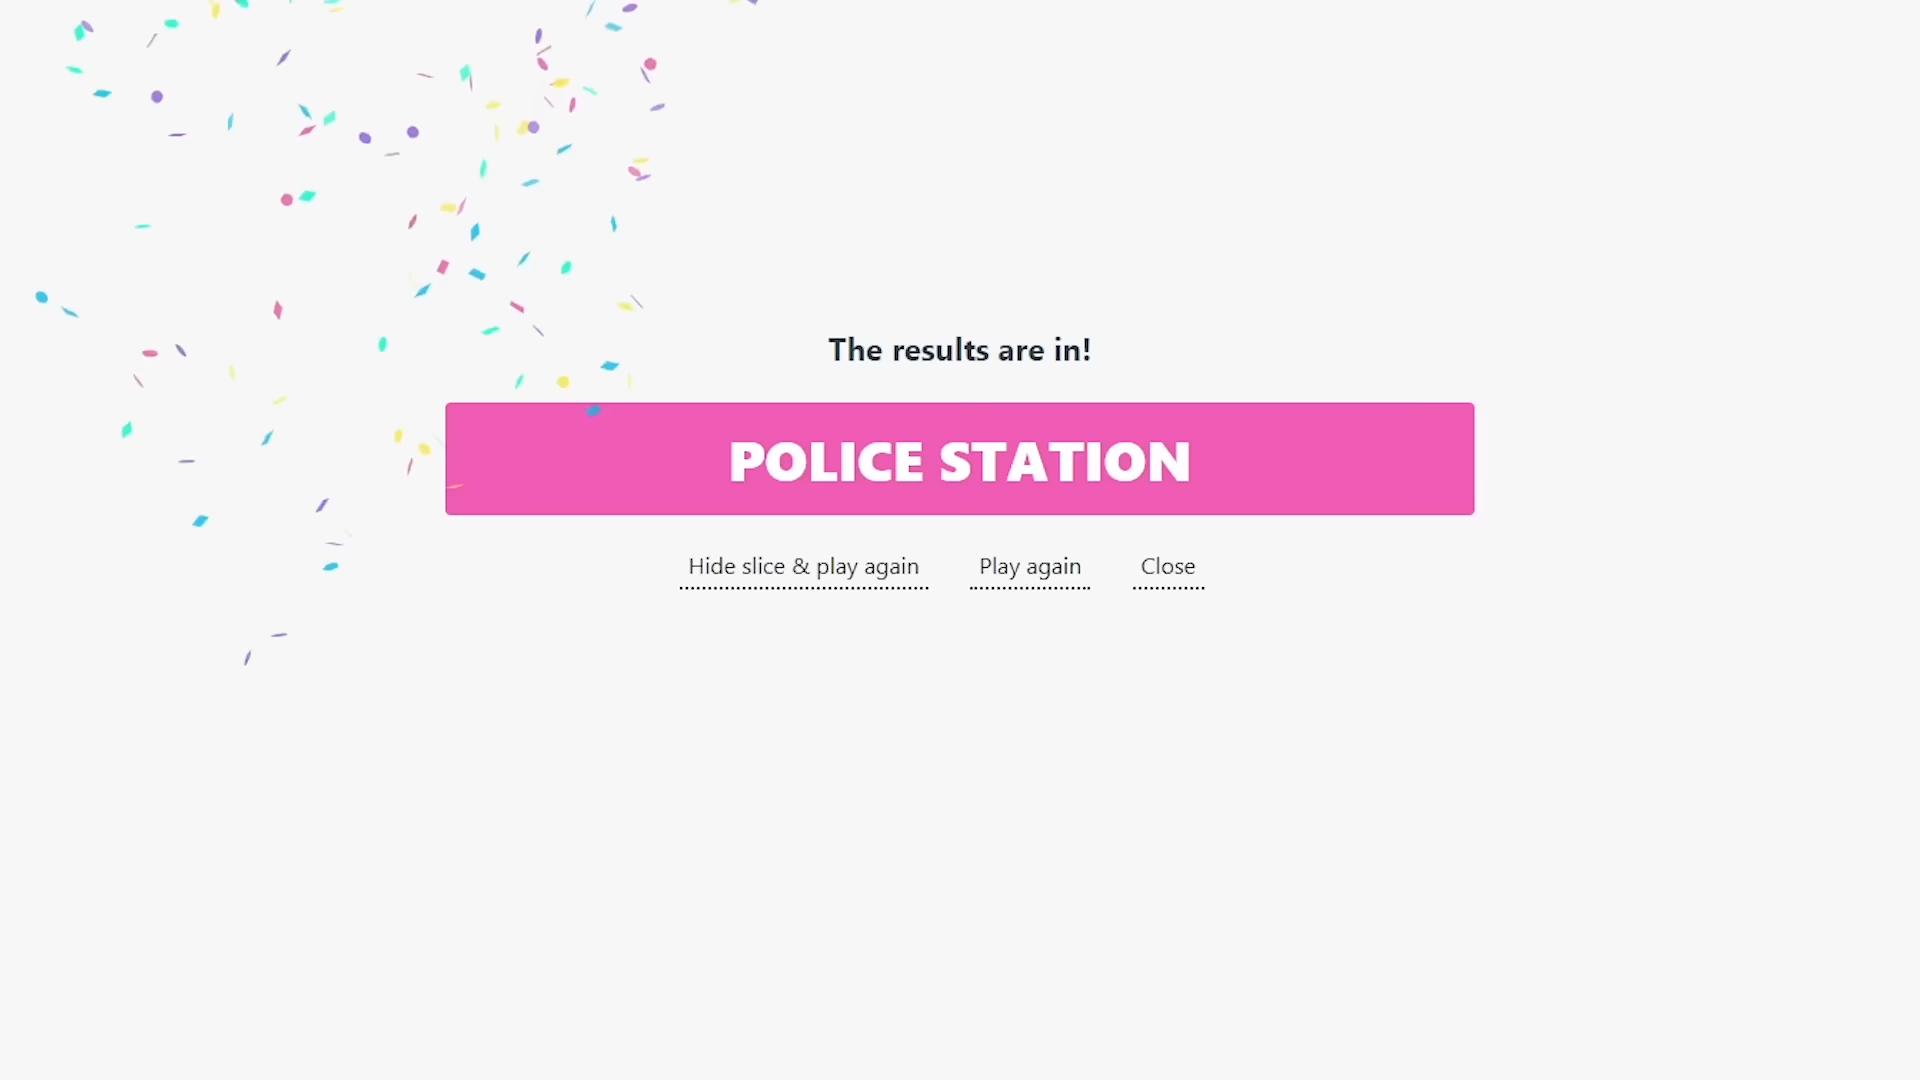 The results are in!
POLICE STATION
Hide slice & play again Play again Close